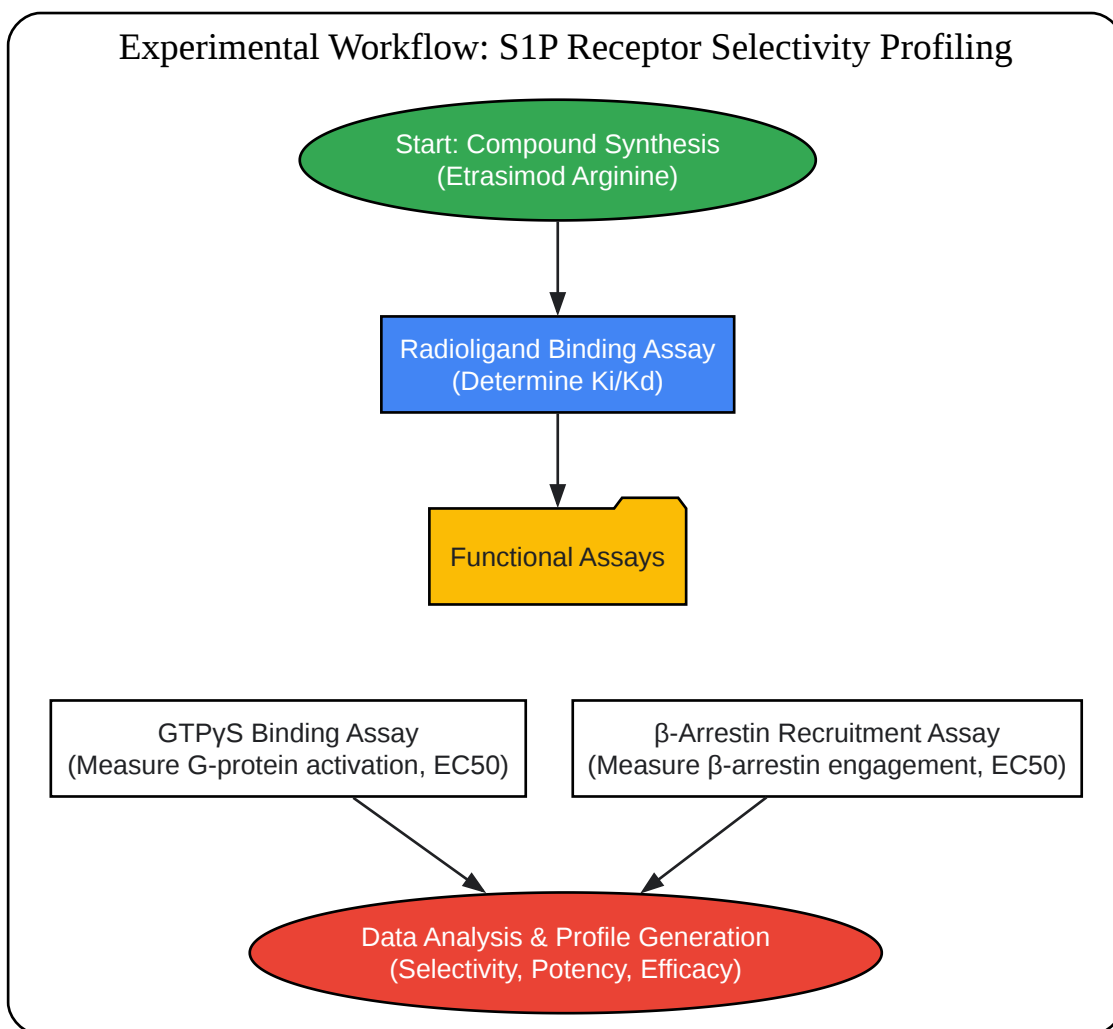 Experimental Workflow: S1P Receptor Selectivity Profiling
Start: Compound Synthesis
(Etrasimod Arginine)
Radioligand Binding Assay
(Determine Ki/Kd)
Functional Assays
GTPγS Binding Assay
(Measure G-protein activation, EC50)
β-Arrestin Recruitment Assay
(Measure β-arrestin engagement, EC50)
Data Analysis & Profile Generation
(Selectivity, Potency, Efficacy)